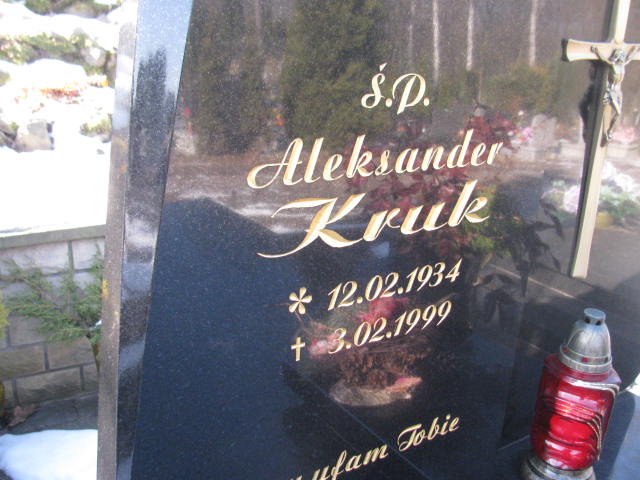 Ś.P.
Aleksander
Kruk
* 12.02.1934
✝ 3.02.1999
ufam Tobie